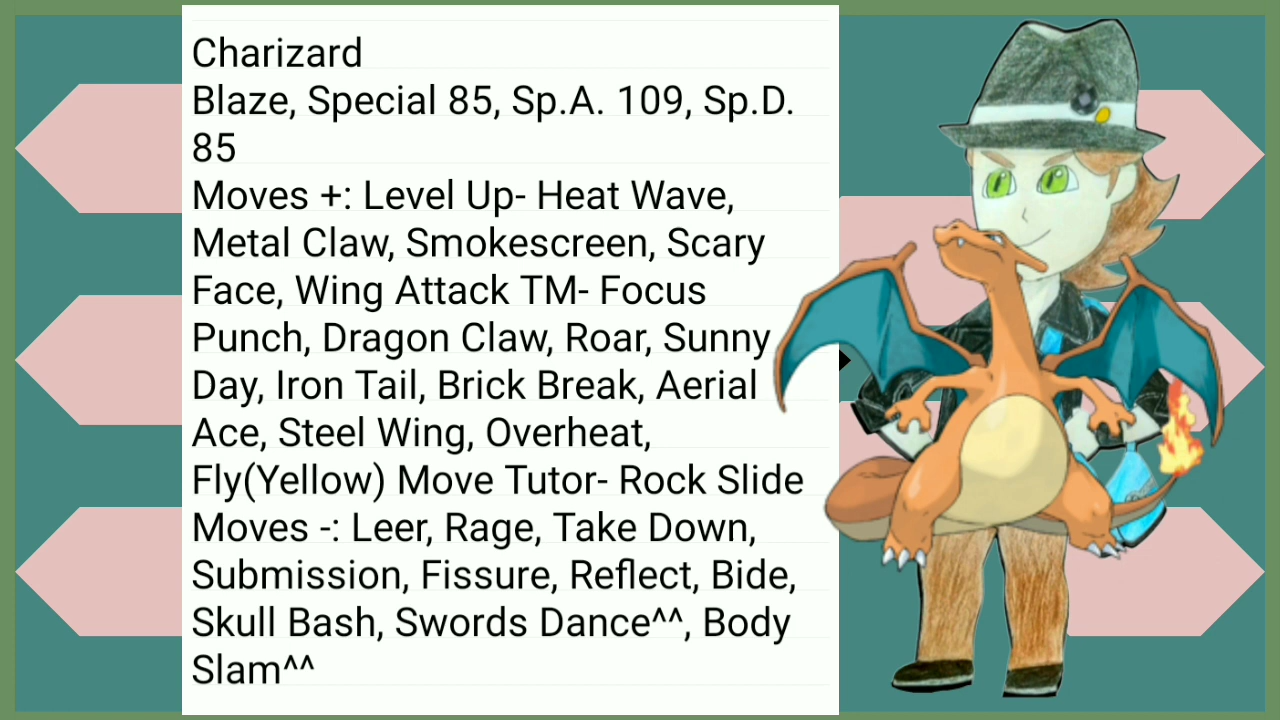 Charizard
Blaze, Special 85, Sp.A. 109, Sp.D.
85
Moves +: Level Up- Heat Wave,
Metal Claw, Smokescreen, Scary
Face, Wing Attack TM- Focus
Punch, Dragon Claw, Roar, Sunny
Day, Iron Tail, Brick Break, Aerial
Ace, Steel Wing, Overheat,
Fly(Yellow) Move Tutor- Rock Slide
Moves -: Leer, Rage, Take Down,
Submission, Fissure, Reflect, Bide,
Skull Bash, Swords Dance^^, Body
Slam^^